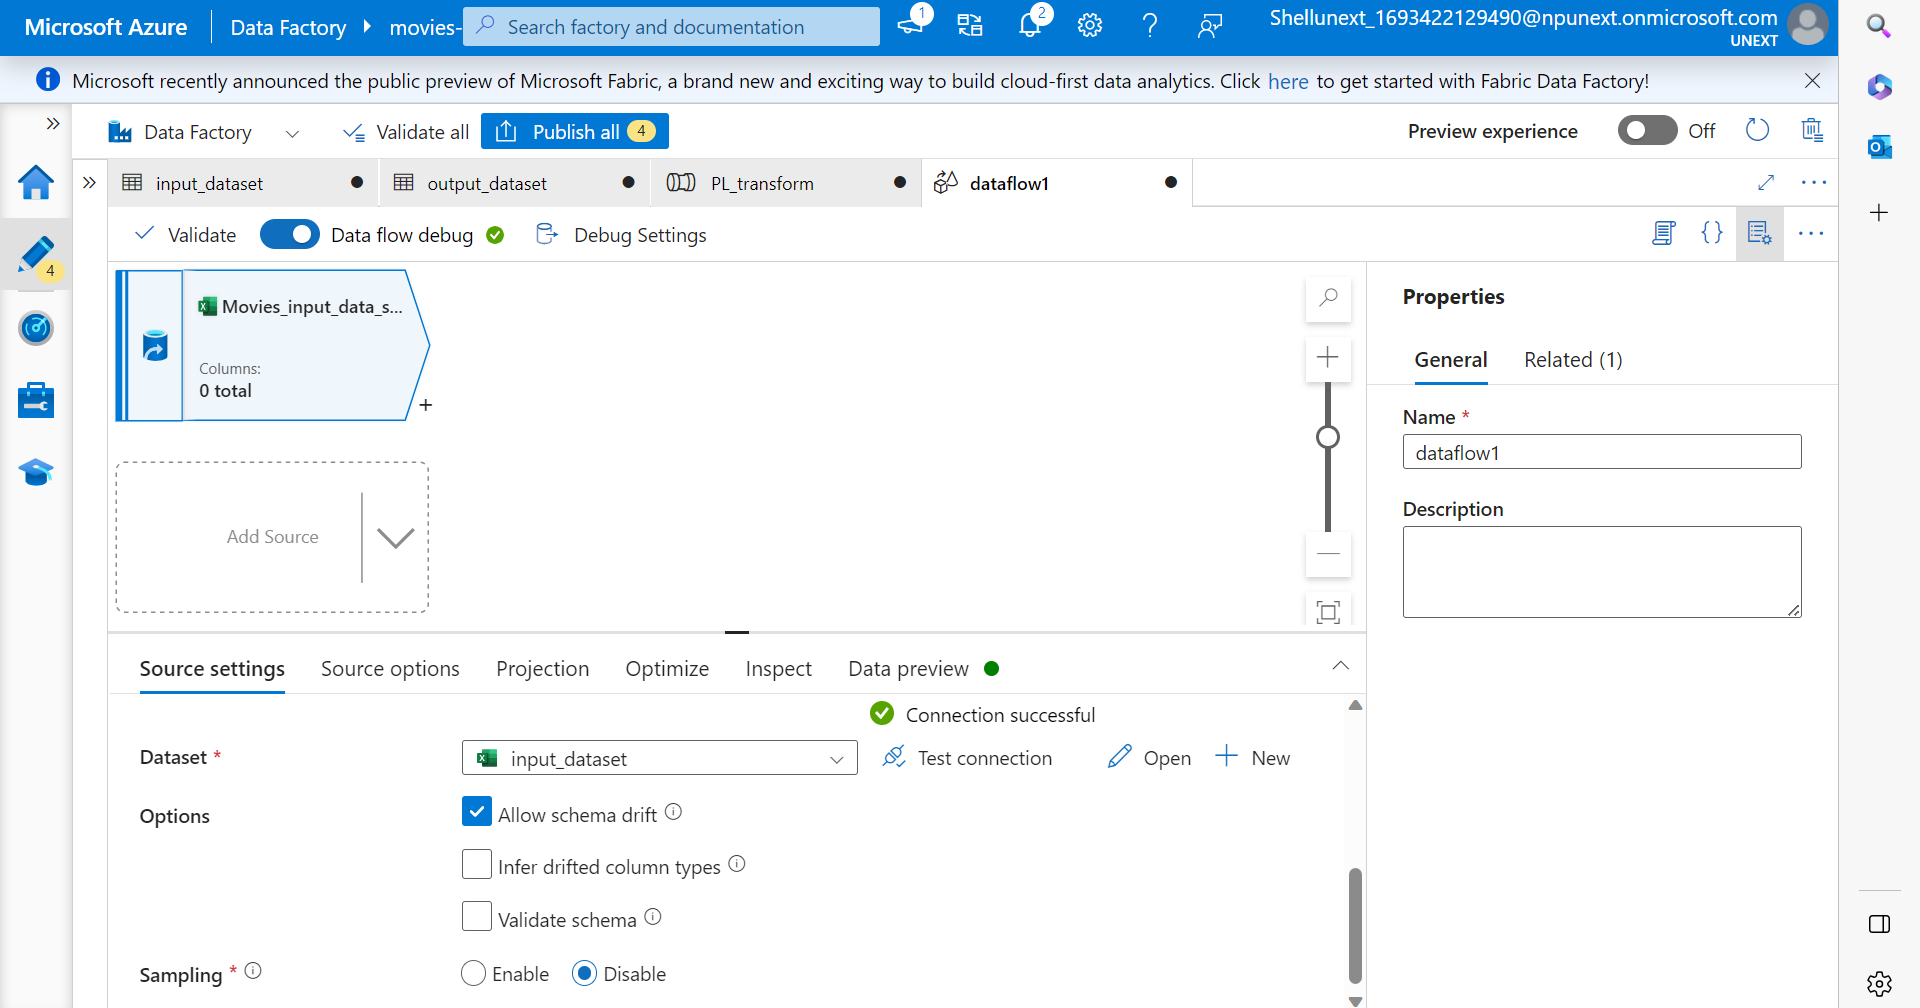 Microsoft Azure
Data Factory
movies-
Search factory and documentation
1
2
Shellunext_1693422129490@npunext.onmicrosoft.com
UNEXT
Microsoft recently announced the public preview of Microsoft Fabric, a brand new and exciting way to build cloud-first data analytics. Click here to get started with Fabric Data Factory!
Data Factory
Validate all
Publish all 4
Preview experience
Off
input_dataset
output_dataset
PL_transform
dataflow1
Validate
Data flow debug
Debug Settings
4
Movies_input_data_s...
Columns:
0 total
+
Add Source
Properties
General
Related (1)
Name *
dataflow1
Description
Source settings
Source options
Projection
Optimize
Inspect
Data preview
Connection successful
Dataset *
input_dataset
Test connection
Open
New
Options
Allow schema drift
Infer drifted column types
Validate schema
Sampling *
Enable
Disable